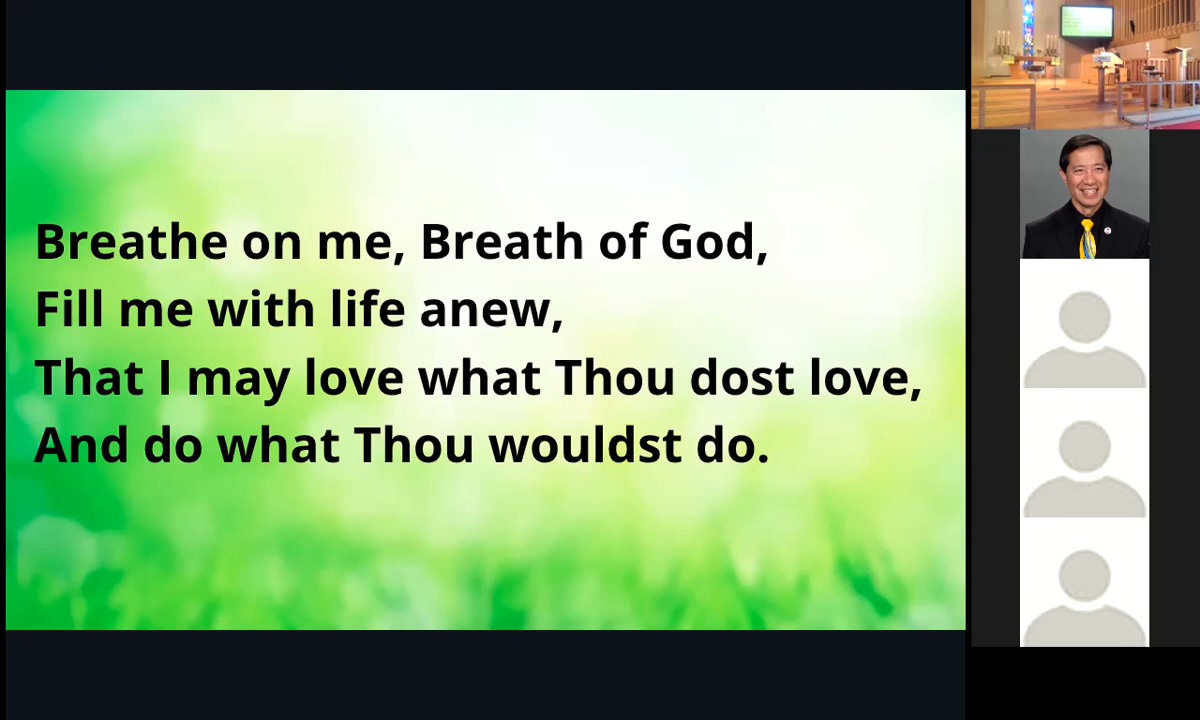 Breathe on me, Breath of God,
Fill me with life anew,
That I may love what Thou dost love,
And do what Thou wouldst do.